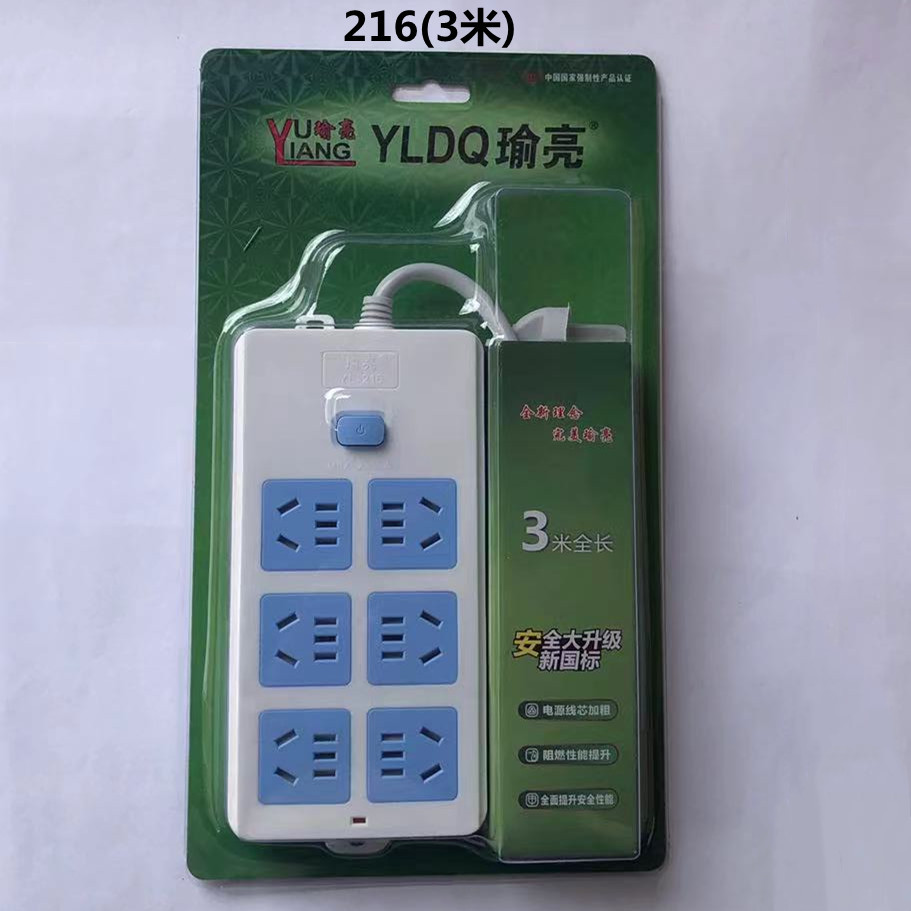 216(3米)
中国国家强制性产品认证
YU瑜亮
LIANG
YLDQ瑜亮®
YL-216
全新理念
完美瑜亮
3米全长
安全大升级
新国标
电源线芯加粗
阻燃性能提升
全面提升安全性能